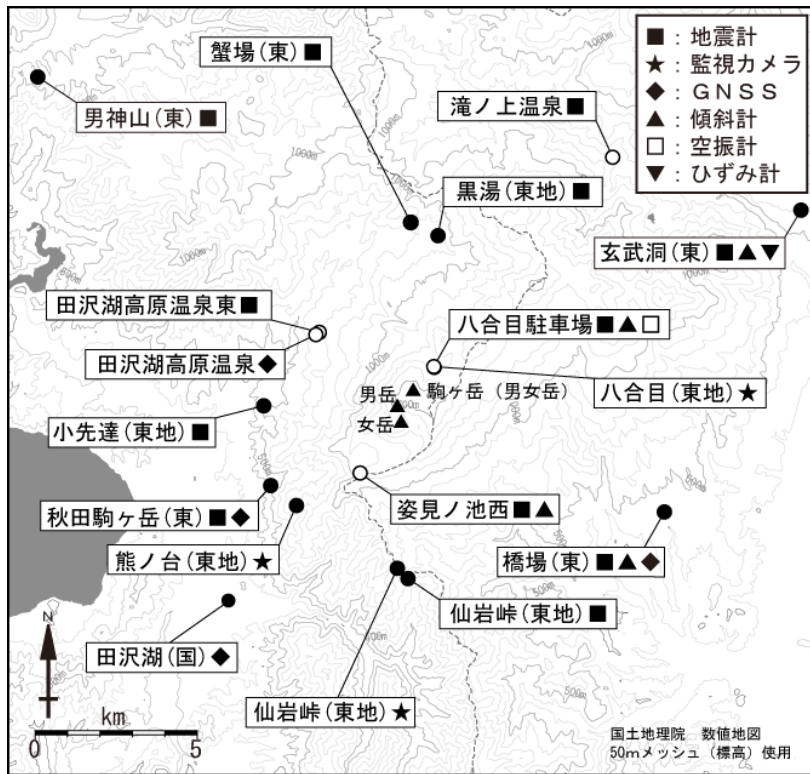 蟹場(東)■
■：地震計
★：監視カメラ
◆：ＧＮＳＳ
▲：傾斜計
□：空振計
▼：ひずみ計
男神山(東)■
滝ノ上温泉■
黒湯(東地)■
玄武洞(東)■▲▼
田沢湖高原温泉東■
八合目駐車場■▲□
田沢湖高原温泉◆
八合目(東地)★
男岳
駒ヶ岳（男女岳）
女岳
小先達(東地)■
秋田駒ヶ岳(東)■◆
姿見ノ池西■▲
熊ノ台(東地)★
橋場(東)■▲◆
仙岩峠(東地)■
田沢湖(国)◆
仙岩峠(東地)★
N
km
0 5
国土地理院　数値地図
50mメッシュ（標高）使用
1000m
1000m
1000m
500m
500m
500m